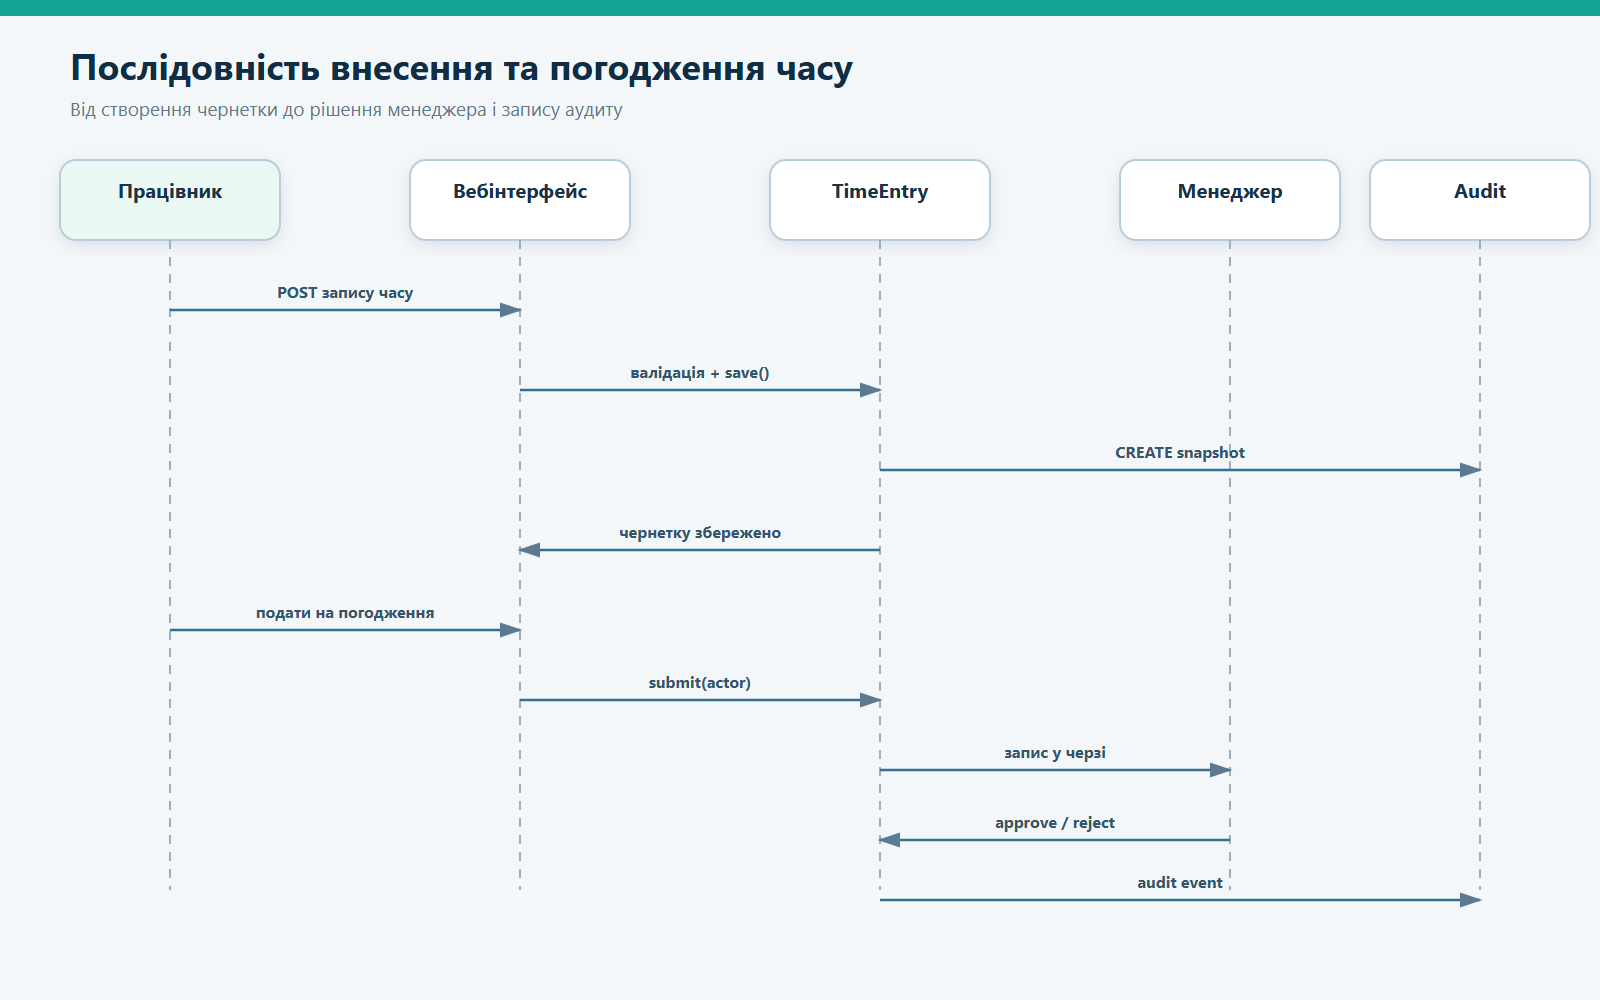 Послідовність внесення та погодження часу
Від створення чернетки до рішення менеджера і запису аудиту
Працівник
Вебінтерфейс
TimeEntry
Менеджер
Audit
POST запису часу
валідація + save()
CREATE snapshot
чернетку збережено
подати на погодження
submit(actor)
запис у черзі
approve / reject
audit event